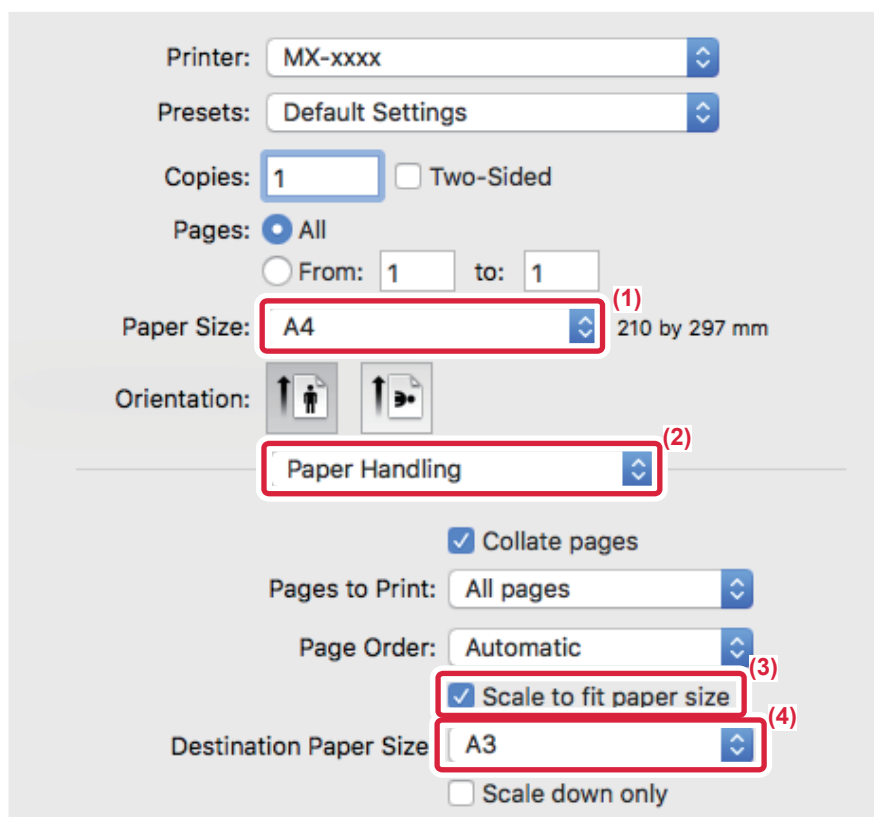 Printer: MX-xxxx
Presets: Default Settings
Copies: 1 Two-Sided
Pages: All
From: 1 to: 1
(1)
Paper Size: A4 210 by 297 mm
Orientation:
(2)
Paper Handling
Collate pages
Pages to Print: All pages
Page Order: Automatic
(3)
Scale to fit paper size
(4)
Destination Paper Size A3
Scale down only